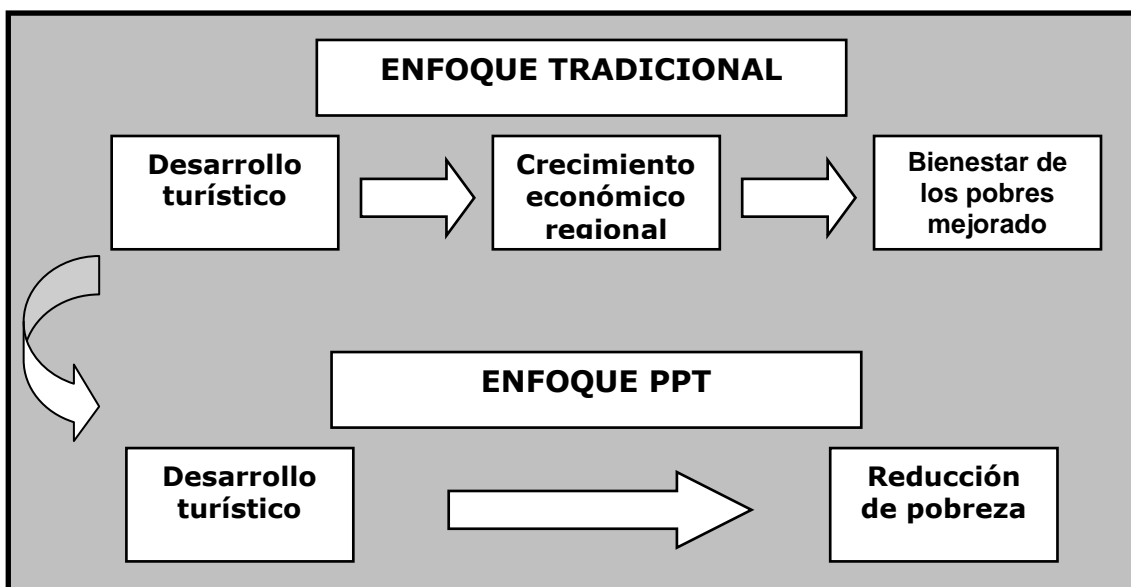 ENFOQUE TRADICIONAL
Desarrollo
turístico
Crecimiento
económico
regional
Bienestar de
los pobres
mejorado
ENFOQUE PPT
Desarrollo
turístico
Reducción
de pobreza